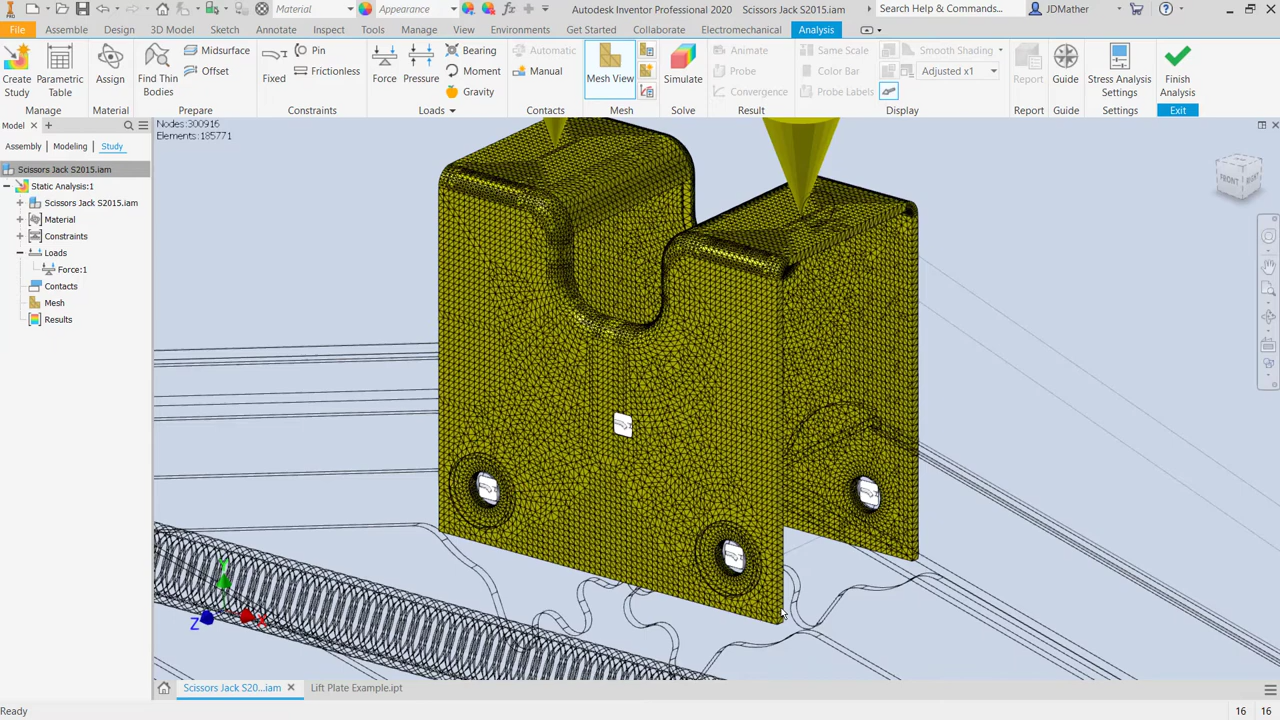 Material
Appearance
Autodesk Inventor Professional 2020 Scissors Jack S2015.iam
Search Help & Commands...
JDMather
File
Assemble
Design
3D Model
Sketch
Annotate
Inspect
Tools
Manage
View
Environments
Get Started
Collaborate
Electromechanical
Analysis
Create Study
Parametric Table
Manage
Assign
Material
Find Thin Bodies
Midsurface
Offset
Prepare
Fixed
Pin
Frictionless
Constraints
Force
Pressure
Bearing
Moment
Gravity
Loads
Automatic
Manual
Contacts
Mesh View
Mesh
Simulate
Solve
Animate
Probe
Convergence
Result
Same Scale
Color Bar
Probe Labels
Smooth Shading
Adjusted x1
Display
Report
Report
Guide
Guide
Stress Analysis Settings
Settings
Finish Analysis
Exit
Model
Assembly
Modeling
Study
Scissors Jack S2015.iam
Static Analysis:1
Scissors Jack S2015.iam
Material
Constraints
Loads
Force:1
Contacts
Mesh
Results
Nodes:300916
Elements:185771
FRONT
RIGHT
Y
Z
X
Scissors Jack S20...iam
Lift Plate Example.ipt
Ready
16 16